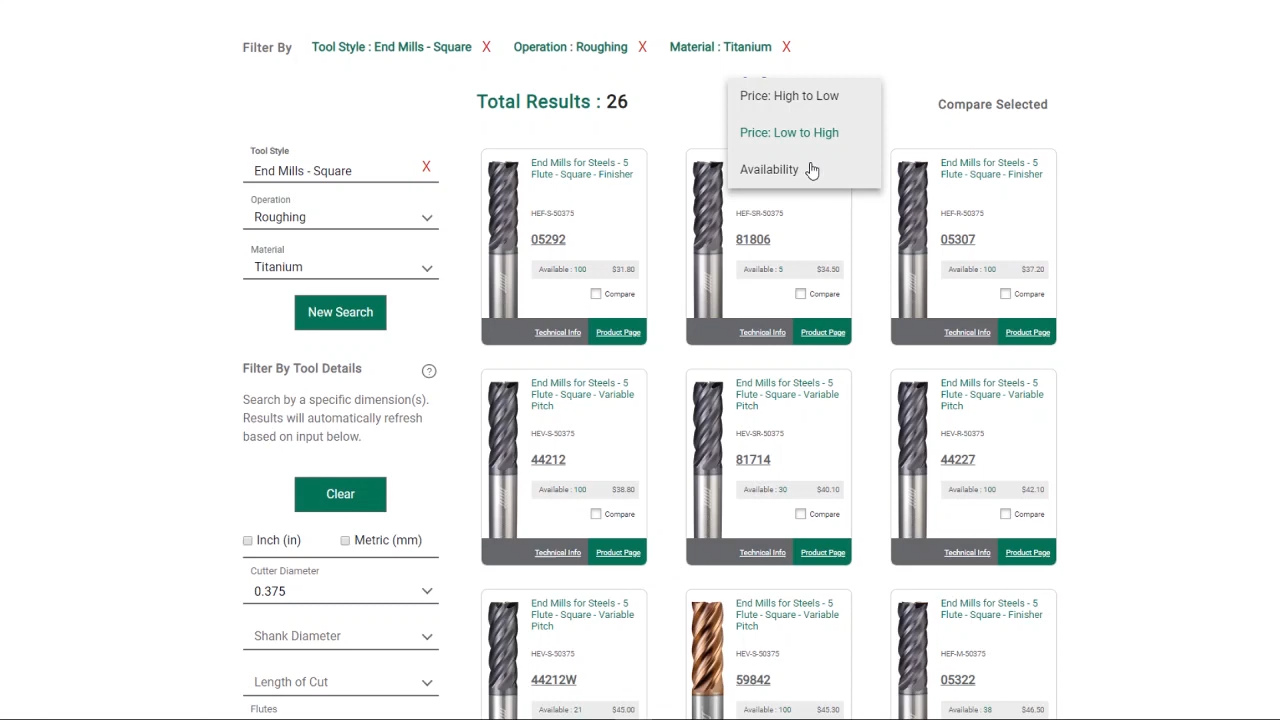 Filter By
Tool Style : End Mills - Square X
Operation : Roughing X
Material : Titanium X
Total Results : 26
Price: High to Low
Price: Low to High
Availability
Compare Selected
Tool Style
End Mills - Square X
Operation
Roughing
Material
Titanium
New Search
Filter By Tool Details ?
Search by a specific dimension(s).
Results will automatically refresh
based on input below.
Clear
Inch (in)
Metric (mm)
Cutter Diameter
0.375
Shank Diameter
Length of Cut
Flutes
End Mills for Steels - 5
Flute - Square - Finisher
HEF-S-50375
05292
Available : 100 $31.80
Compare
Technical Info Product Page
HEF-SR-50375
81806
Available : 5 $34.50
Compare
Technical Info Product Page
End Mills for Steels - 5
Flute - Square - Finisher
HEF-R-50375
05307
Available : 100 $37.20
Compare
Technical Info Product Page
End Mills for Steels - 5
Flute - Square - Variable
Pitch
HEV-S-50375
44212
Available : 100 $38.80
Compare
Technical Info Product Page
End Mills for Steels - 5
Flute - Square - Variable
Pitch
HEV-SR-50375
81714
Available : 30 $40.10
Compare
Technical Info Product Page
End Mills for Steels - 5
Flute - Square - Variable
Pitch
HEV-R-50375
44227
Available : 100 $42.10
Compare
Technical Info Product Page
End Mills for Steels - 5
Flute - Square - Variable
Pitch
HEV-S-50375
44212W
Available : 21 $45.00
End Mills for Steels - 5
Flute - Square - Variable
Pitch
HEV-S-50375
59842
Available : 100 $45.30
End Mills for Steels - 5
Flute - Square - Finisher
HEF-M-50375
05322
Available : 38 $46.50